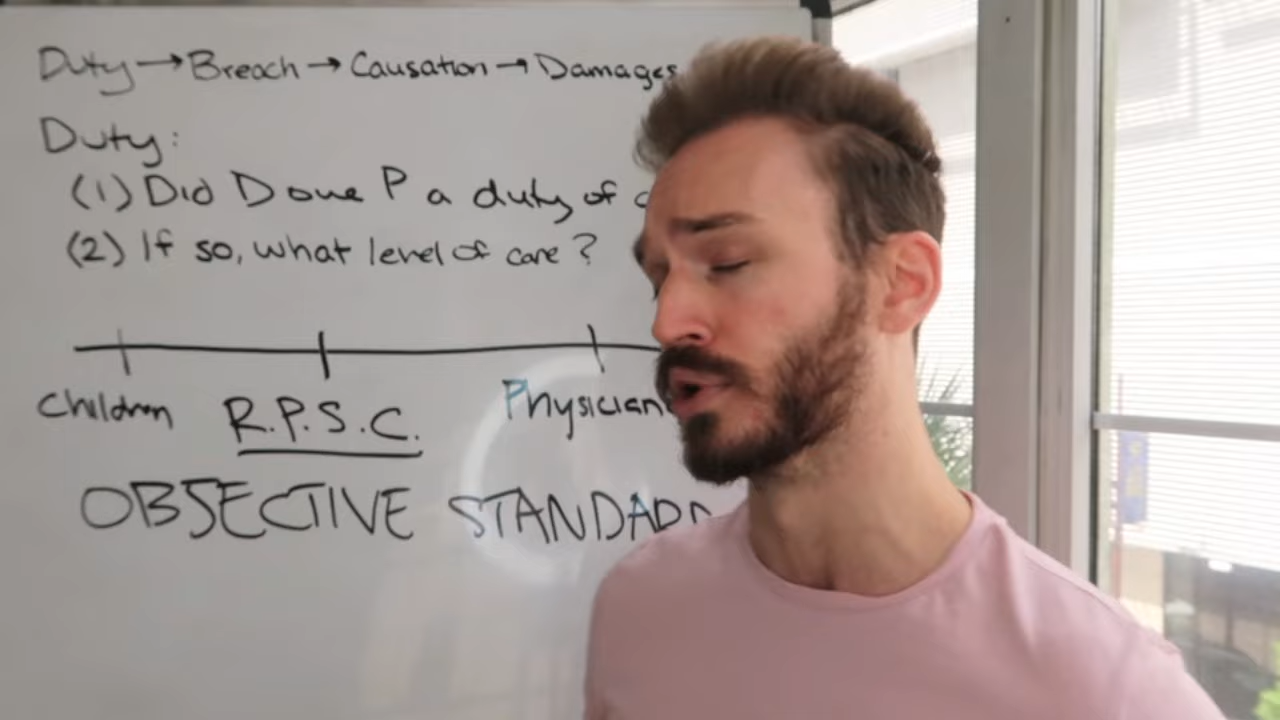 Duty → Breach → Causation → Damages
Duty:
(1) Did D owe P a duty of
(2) If so, what level of care?
Children R.P.S.C. Physician
OBJECTIVE STANDARD